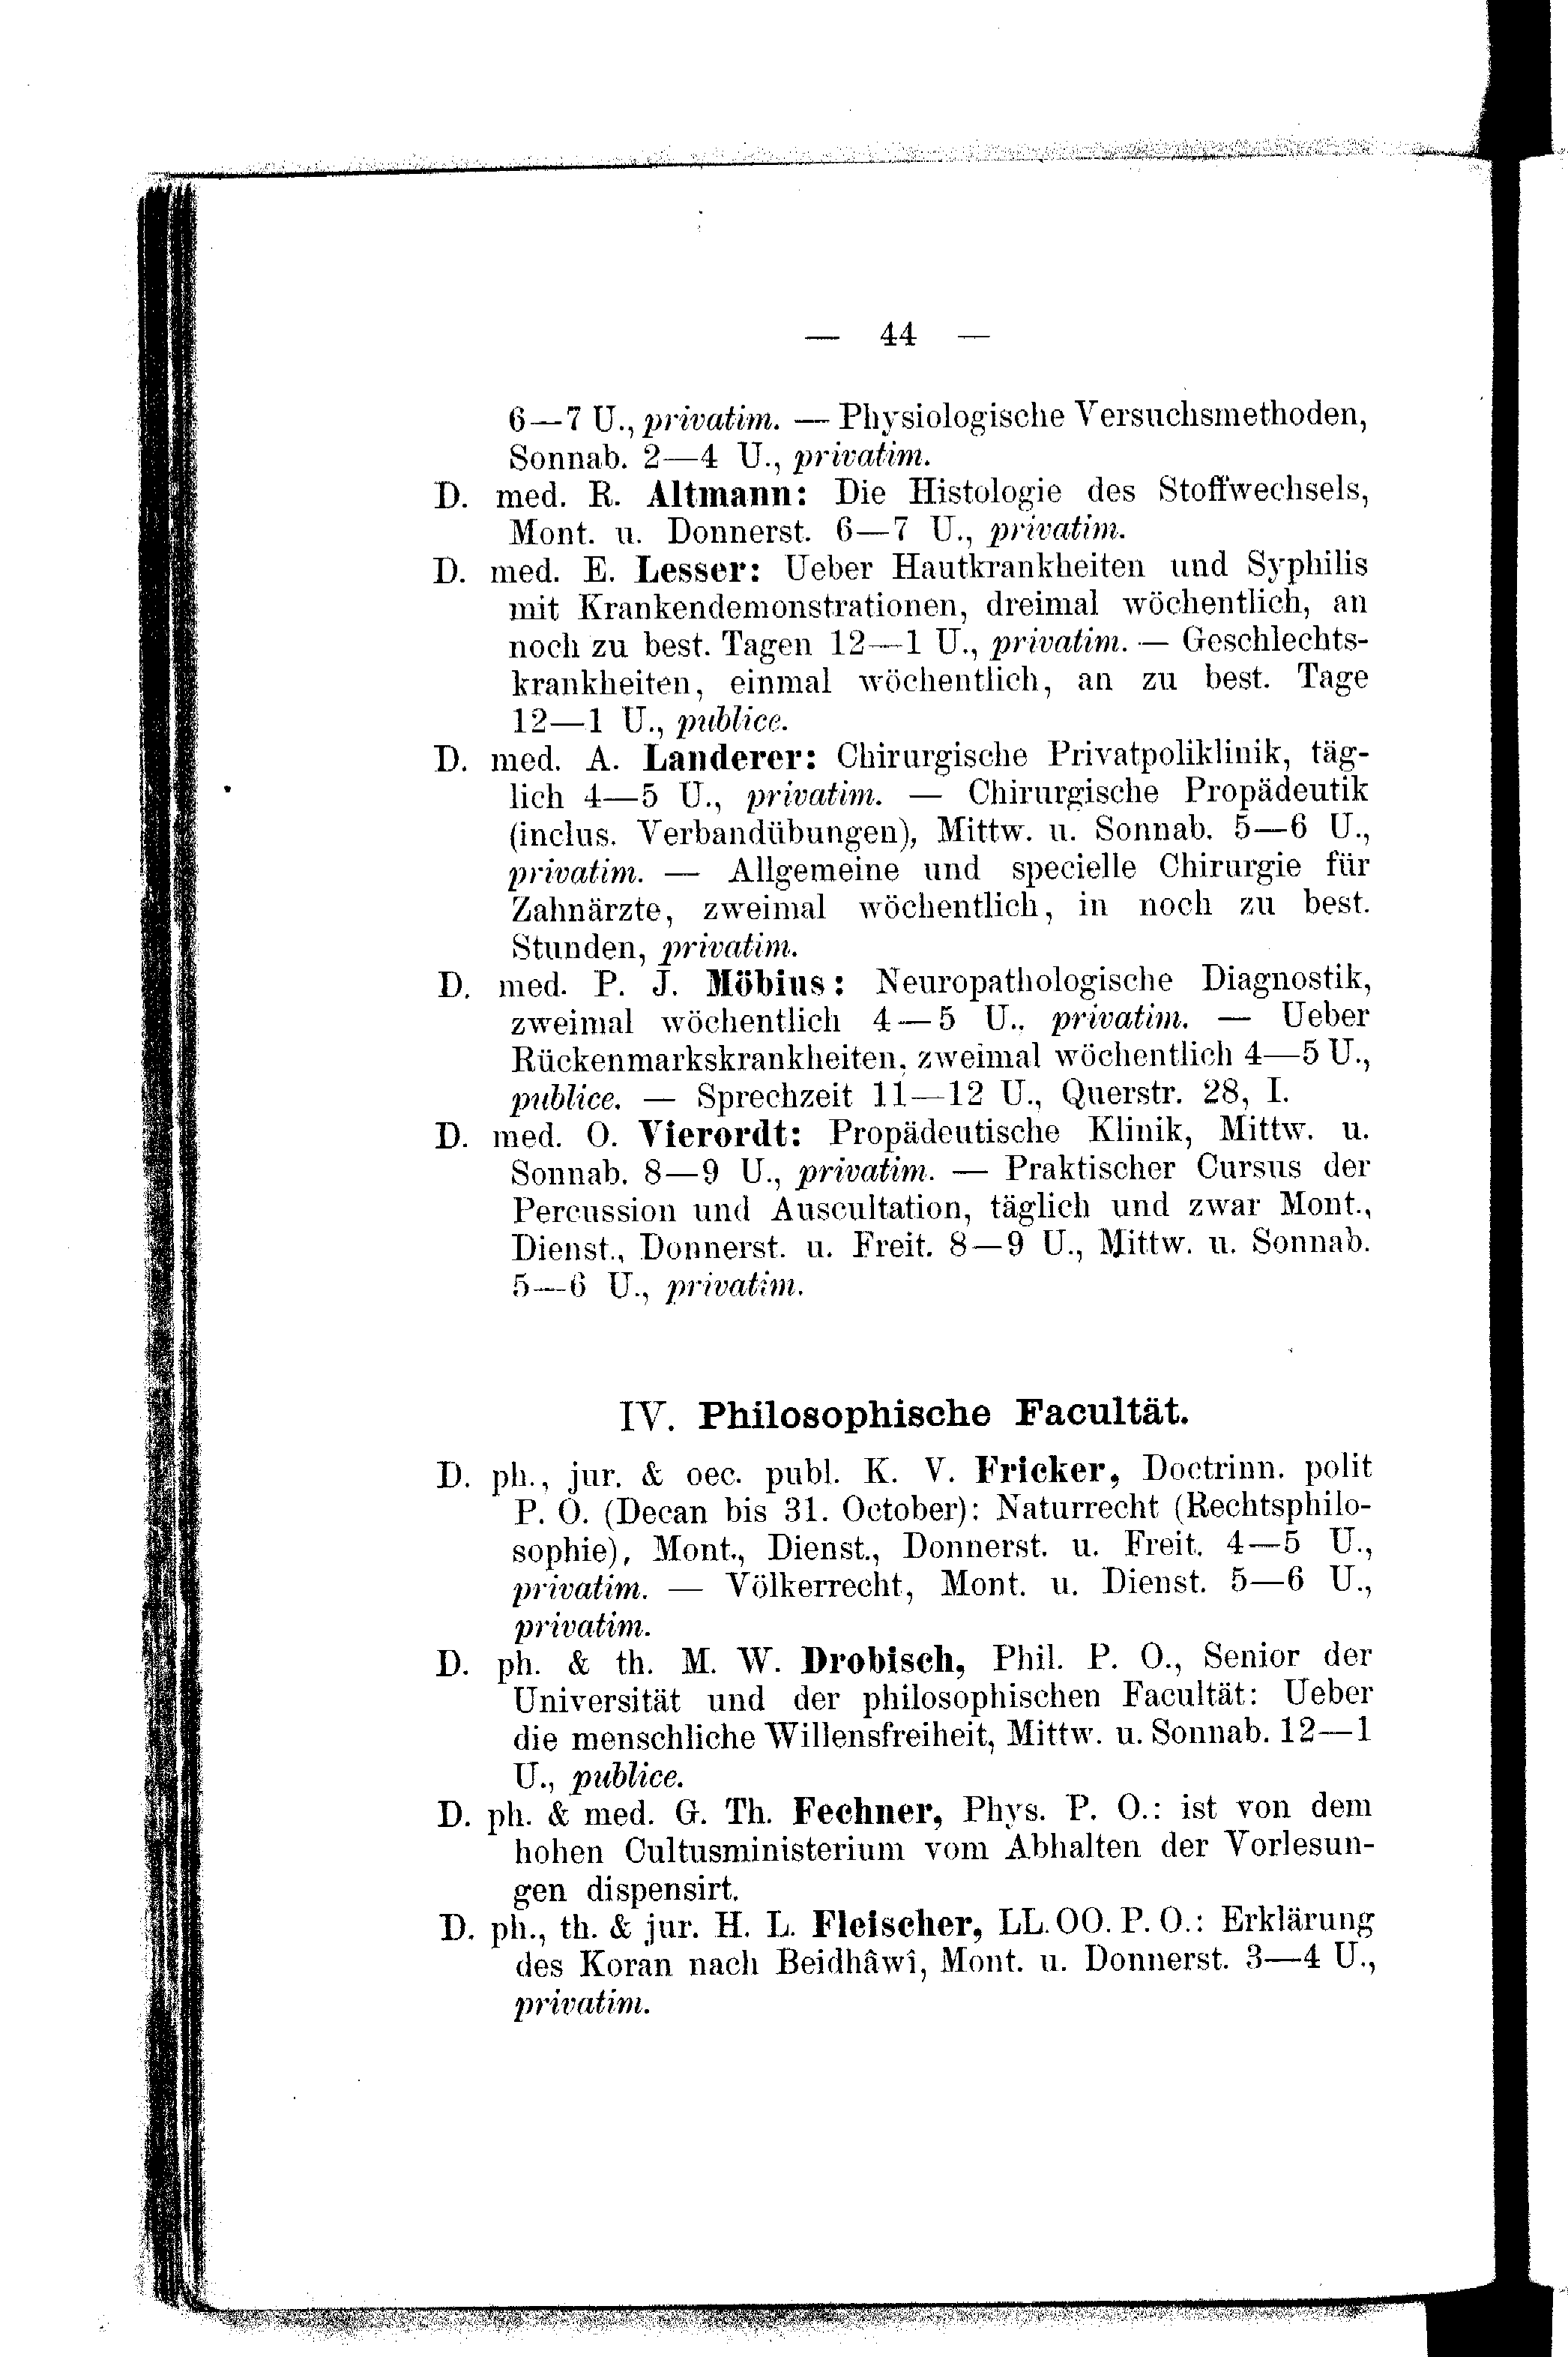 — 44 —
6—7 U., privatim. — Physiologische Versuchsmethoden,
Sonnab. 2—4 U., privatim.
D. med. R. Altmann: Die Histologie des Stoffwechsels,
Mont. u. Donnerst. 6—7 U., privatim.
D. med. E. Lesser: Ueber Hautkrankheiten und Syphilis
mit Krankendemonstrationen, dreimal wöchentlich, an
noch zu best. Tagen 12—1 U., privatim. — Geschlechts-
krankheiten, einmal wöchentlich, an zu best. Tage
12—1 U., publice.
D. med. A. Landerer: Chirurgische Privatpoliklinik, täg-
lich 4—5 U., privatim. — Chirurgische Propädeutik
(inclus. Verbandübungen), Mittw. u. Sonnab. 5—6 U.,
privatim. — Allgemeine und specielle Chirurgie für
Zahnärzte, zweimal wöchentlich, in noch zu best.
Stunden, privatim.
D. med. P. J. Möbius: Neuropathologische Diagnostik,
zweimal wöchentlich 4—5 U., privatim. — Ueber
Rückenmarkskrankheiten, zweimal wöchentlich 4—5 U.,
publice. — Sprechzeit 11—12 U., Querstr. 28, I.
D. med. O. Vierordt: Propädeutische Klinik, Mittw. u.
Sonnab. 8—9 U., privatim. — Praktischer Cursus der
Percussion und Auscultation, täglich und zwar Mont.,
Dienst., Donnerst. u. Freit. 8—9 U., Mittw. u. Sonnab.
5—6 U., privatim.
IV. Philosophische Facultät.
D. ph., jur. & oec. publ. K. V. Fricker, Doctrinn. polit
P. O. (Decan bis 31. October): Naturrecht (Rechtsphilo-
sophie), Mont., Dienst., Donnerst. u. Freit. 4—5 U.,
privatim. — Völkerrecht, Mont. u. Dienst. 5—6 U.,
privatim.
D. ph. & th. M. W. Drobisch, Phil. P. O., Senior der
Universität und der philosophischen Facultät: Ueber
die menschliche Willensfreiheit, Mittw. u. Sonnab. 12—1
U., publice.
D. ph. & med. G. Th. Fechner, Phys. P. O.: ist von dem
hohen Cultusministerium vom Abhalten der Vorlesun-
gen dispensirt.
D. ph., th. & jur. H. L. Fleischer, LL. OO. P. O.: Erklärung
des Koran nach Beidhâwî, Mont. u. Donnerst. 3—4 U.,
privatim.